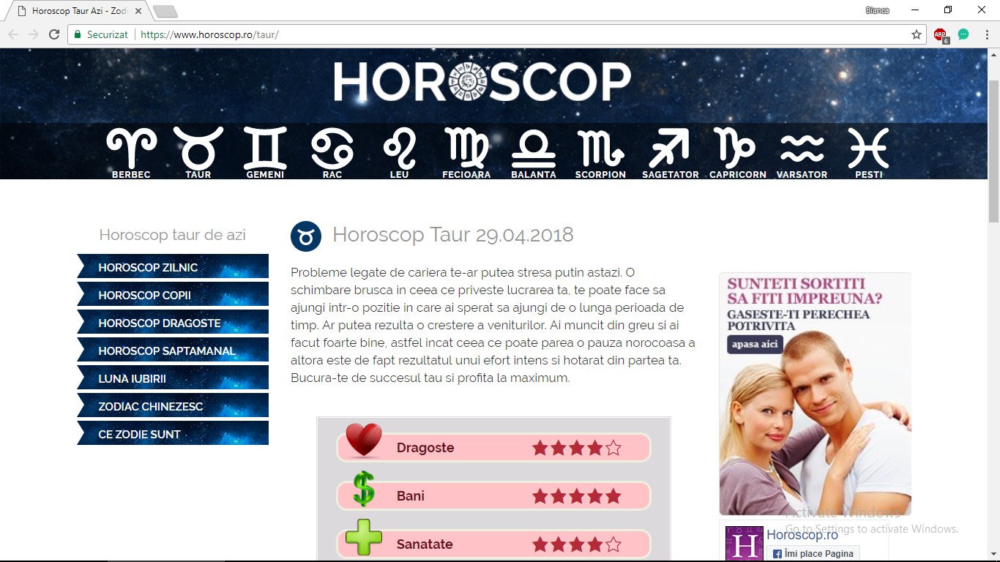 Horoscop Taur Azi - Zodi
Bianca
Securizat
https://www.horoscop.ro/taur/
ABP
6
HOROSCOP
BERBEC TAUR GEMENI RAC LEU FECIOARA BALANTA SCORPION SAGETATOR CAPRICORN VARSATOR PESTI
Horoscop taur de azi
HOROSCOP ZILNIC
HOROSCOP COPII
HOROSCOP DRAGOSTE
HOROSCOP SAPTAMANAL
LUNA IUBIRII
ZODIAC CHINEZESC
CE ZODIE SUNT
Horoscop Taur 29.04.2018
Probleme legate de cariera te-ar putea stresa putin astazi. O
schimbare brusca in ceea ce priveste lucrarea ta, te poate face sa
ajungi intr-o pozitie in care ai sperat sa ajungi de o lunga perioada de
timp. Ar putea rezulta o crestere a veniturilor. Ai muncit din greu si ai
facut foarte bine, astfel incat ceea ce poate parea o pauza norocoasa a
altora este de fapt rezultatul unui efort intens si hotarat din partea ta.
Bucura-te de succesul tau si profita la maximum.
Dragoste
Bani
Sanatate
SUNTETI SORTITI
SA FITI IMPREUNA?
GASESTE-TI PERECHEA
POTRIVITA
apasa aici
Activate Windows
Go to Settings to activate Windows.
H
Horoscop.ro
Îmi place Pagina